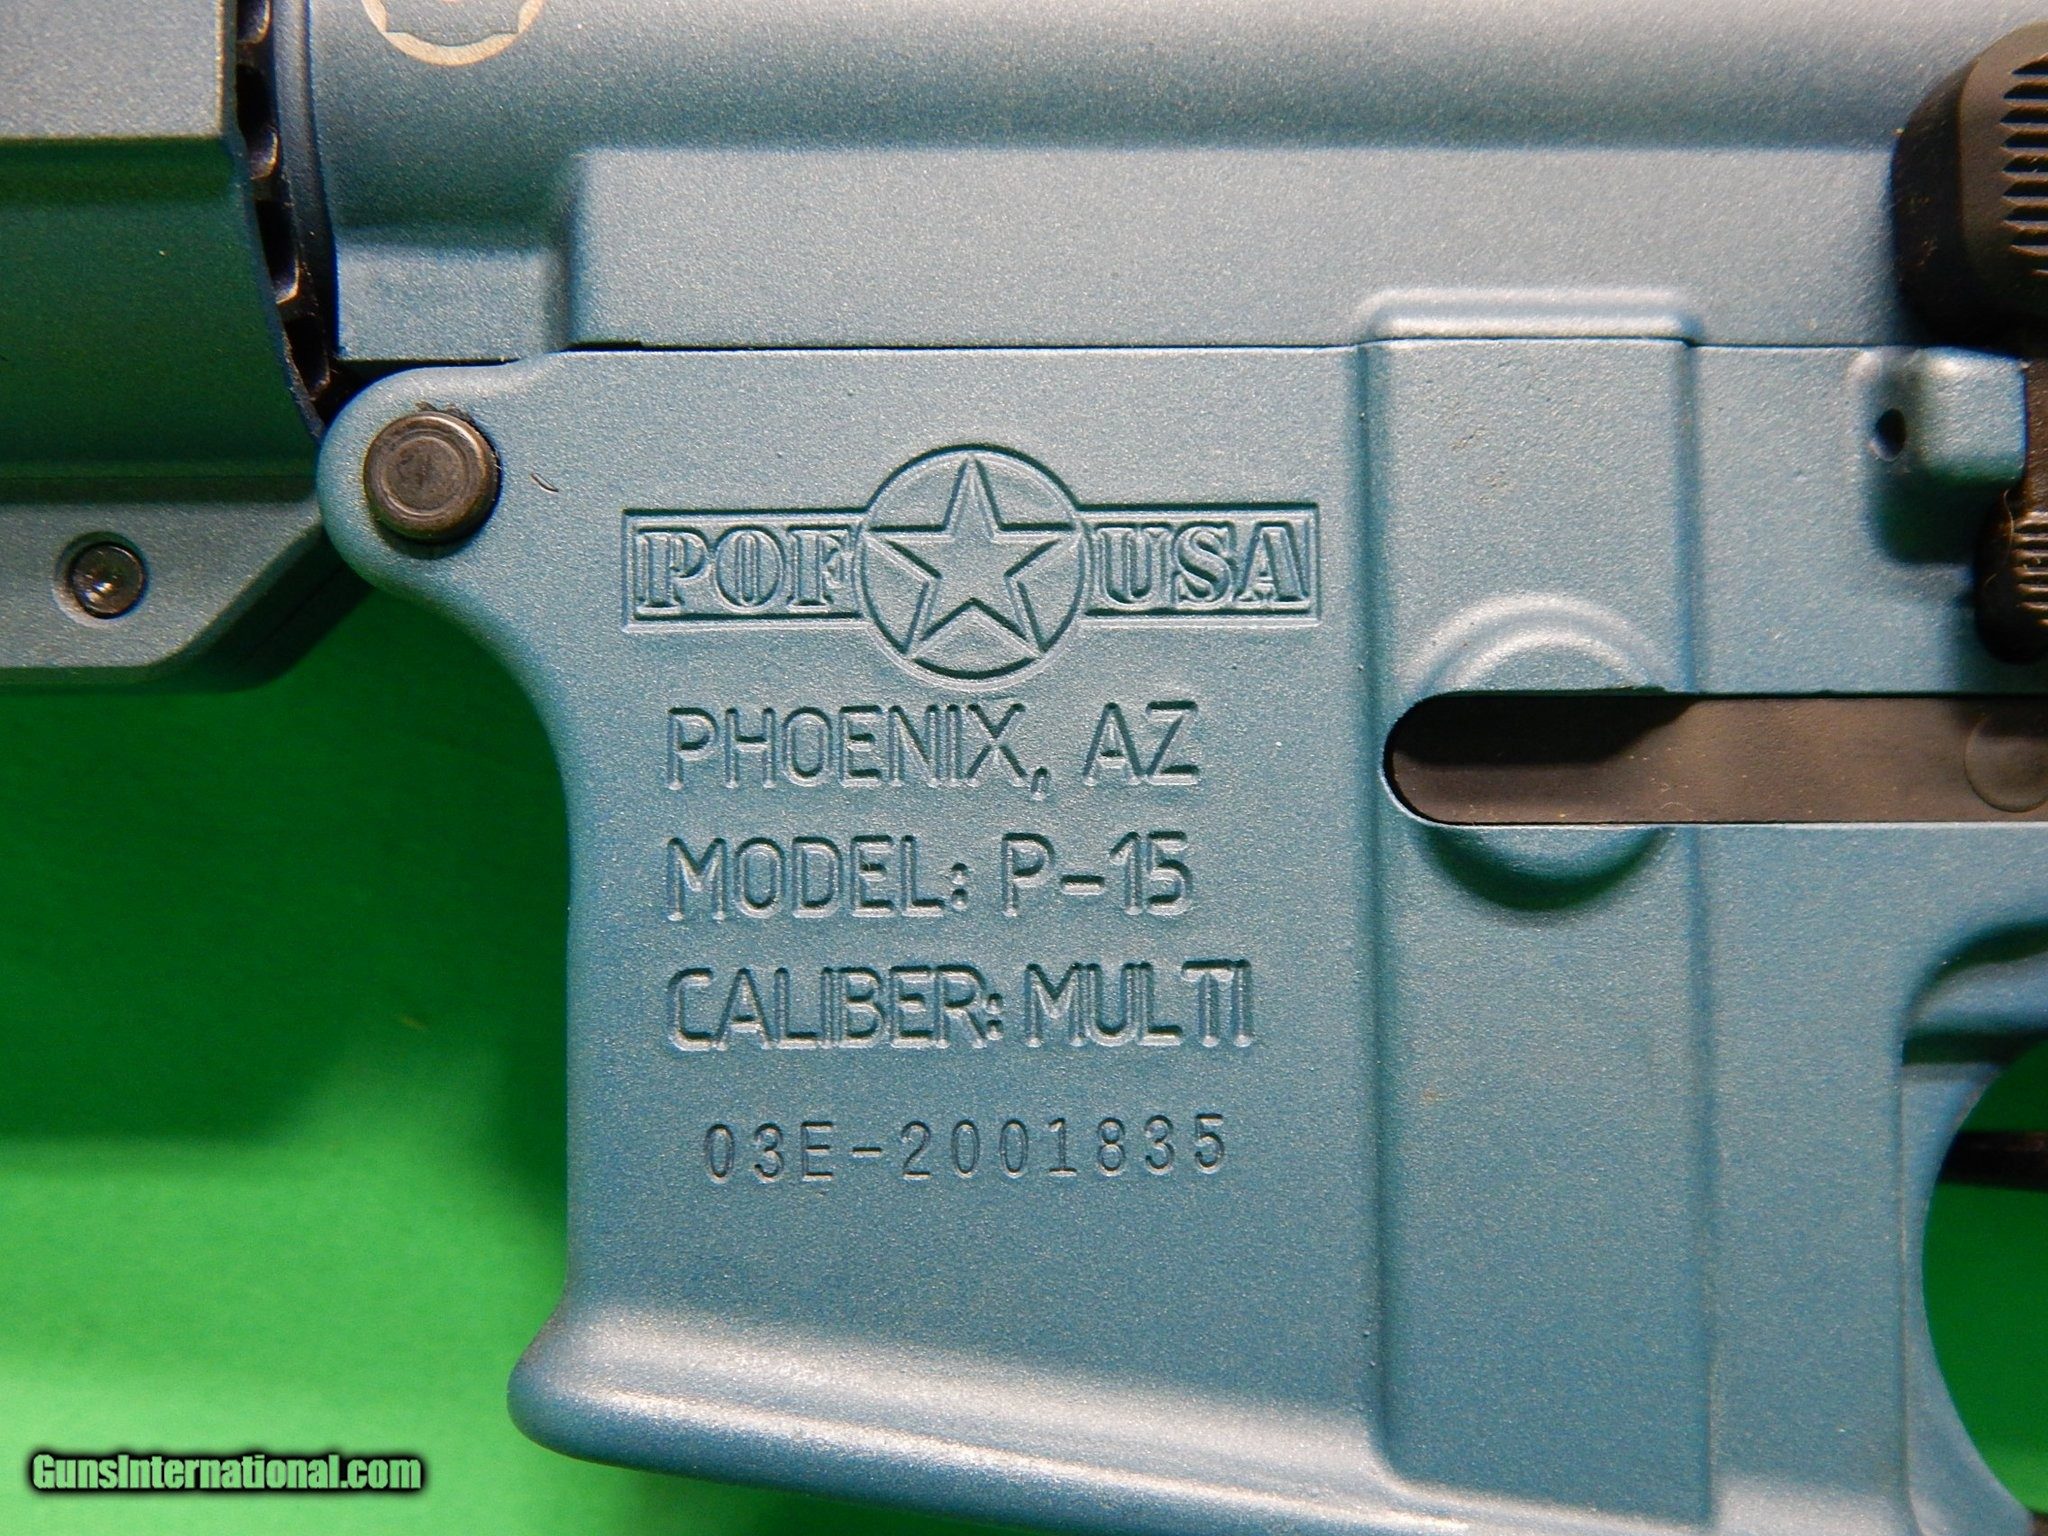 POF USA
PHOENIX, AZ
MODEL: P-15
CALIBER: MULTI
03E-2001835
GunsInternational.com